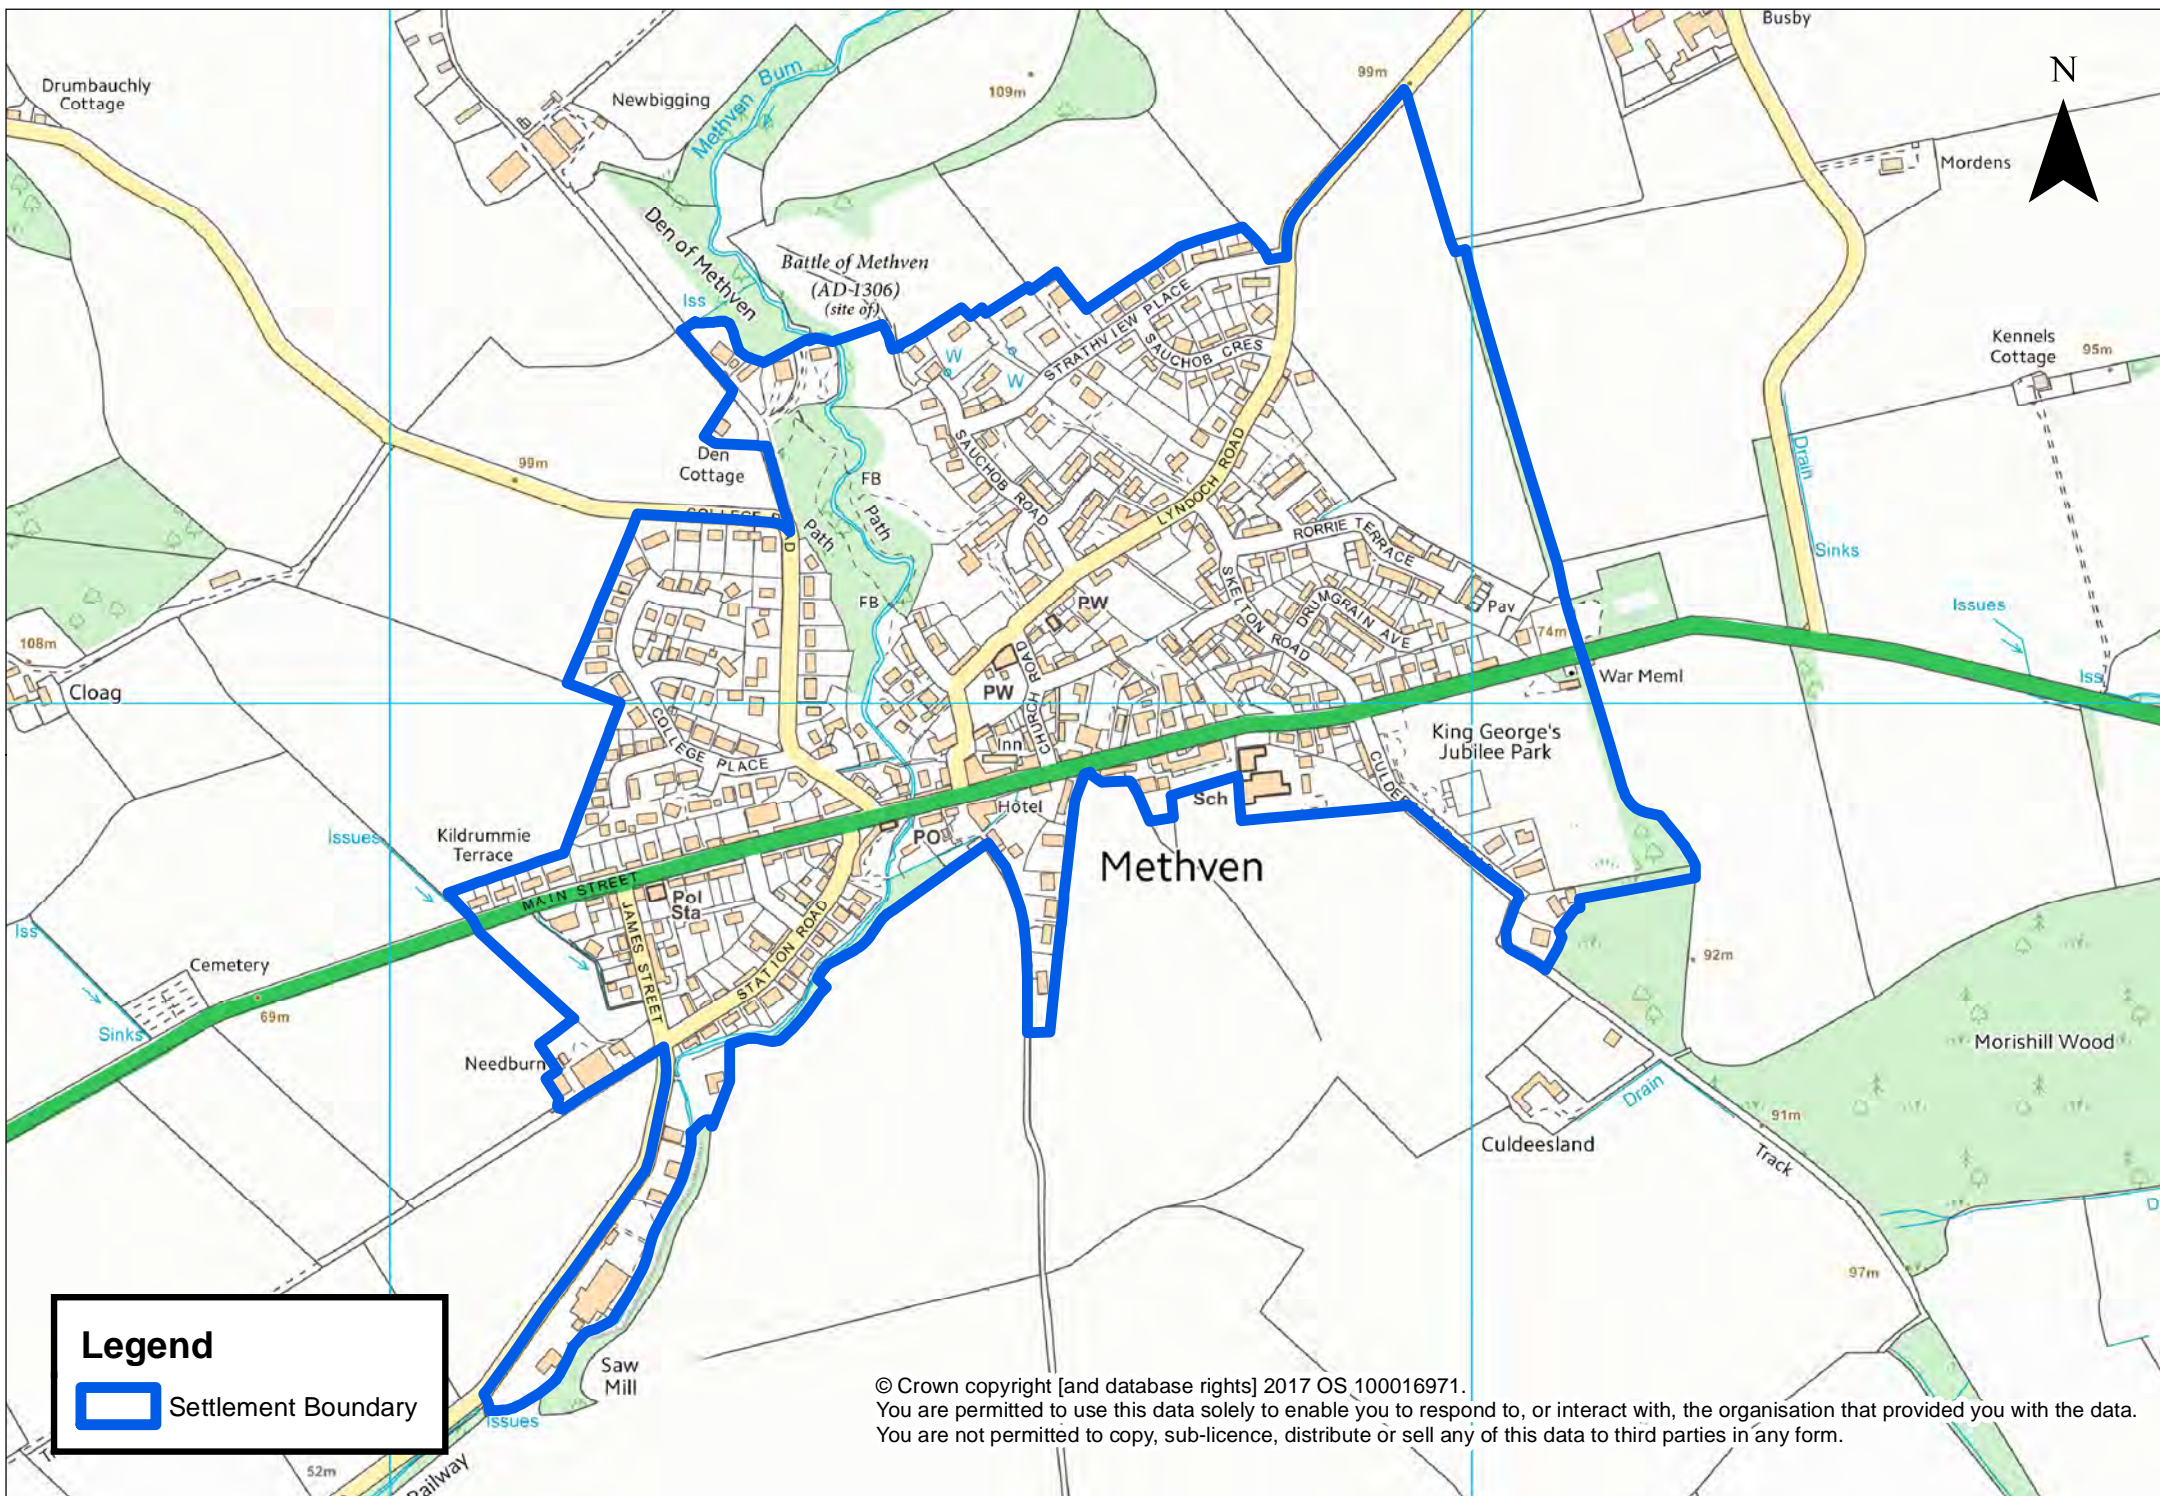 Busby
N
Drumbauchly
Cottage
Newbigging
Methven Burn
109m
99m
Mordens
Den of Methven
Battle of Methven
(AD 1306)
(site of)
Iss
STRATHVIEW PLACE
SAUCHOB CRES
W
W
Kennels
Cottage
95m
Den
Cottage
99m
SAUCHOB ROAD
LYNDOCH ROAD
Drain
FB
Path
Path
RORRIE TERRACE
Sinks
FB
PW
SKELTON ROAD
DRUMGRAIN AVE
Pav
74m
Issues
108m
Cloag
PW
CHURCH ROAD
War Meml
Iss
COLLEGE PLACE
Inn
King George's
Jubilee Park
Hotel
Sch
Issues
Kildrummie
Terrace
PO
Methven
MAIN STREET
Pol
Sta
JAMES STREET
STATION ROAD
Iss
Cemetery
69m
Sinks
92m
Needburn
Morishill Wood
Drain
91m
Culdeesland
Track
97m
Saw
Mill
Issues
52m
Railway
Legend
Settlement Boundary
© Crown copyright [and database rights] 2017 OS 100016971.
You are permitted to use this data solely to enable you to respond to, or interact with, the organisation that provided you with the data.
You are not permitted to copy, sub-licence, distribute or sell any of this data to third parties in any form.